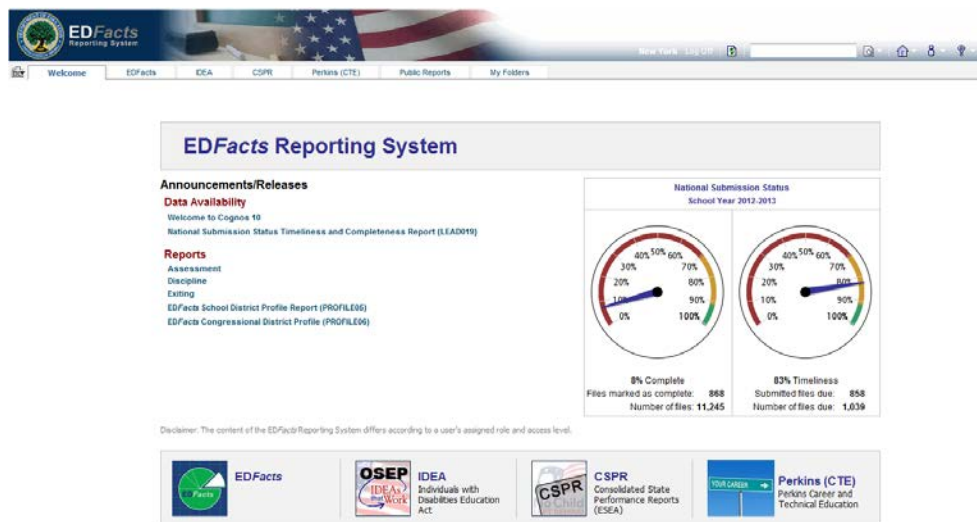 EDFacts
Reporting System
New York Log Off
Welcome EDFacts IDEA CSPR Perkins (CTE) Public Reports My Folders
EDFacts Reporting System
Announcements/Releases
Data Availability
Welcome to Cognos 10
National Submission Status Timeliness and Completeness Report (LEAD019)
Reports
Assessment
Discipline
Exiting
EDFacts School District Profile Report (PROFILE05)
EDFacts Congressional District Profile (PROFILE06)
National Submission Status
School Year 2012-2013
0% 10% 20% 30% 40% 50% 60% 70% 80% 90% 100%
8% Complete
Files marked as complete: 868
Number of files: 11,245
0% 10% 20% 30% 40% 50% 60% 70% 80% 90% 100%
83% Timeliness
Submitted files due: 858
Number of files due: 1,039
Disclaimer: The content of the EDFacts Reporting System differs according to a user's assigned role and access level.
EDFacts
EDFacts
OSEP
IDEAs
that
Work
IDEA
Individuals with
Disabilities Education
Act
CSPR
CSPR
Consolidated State
Performance Reports
(ESEA)
YOUR CAREER
Perkins (CTE)
Perkins Career and
Technical Education